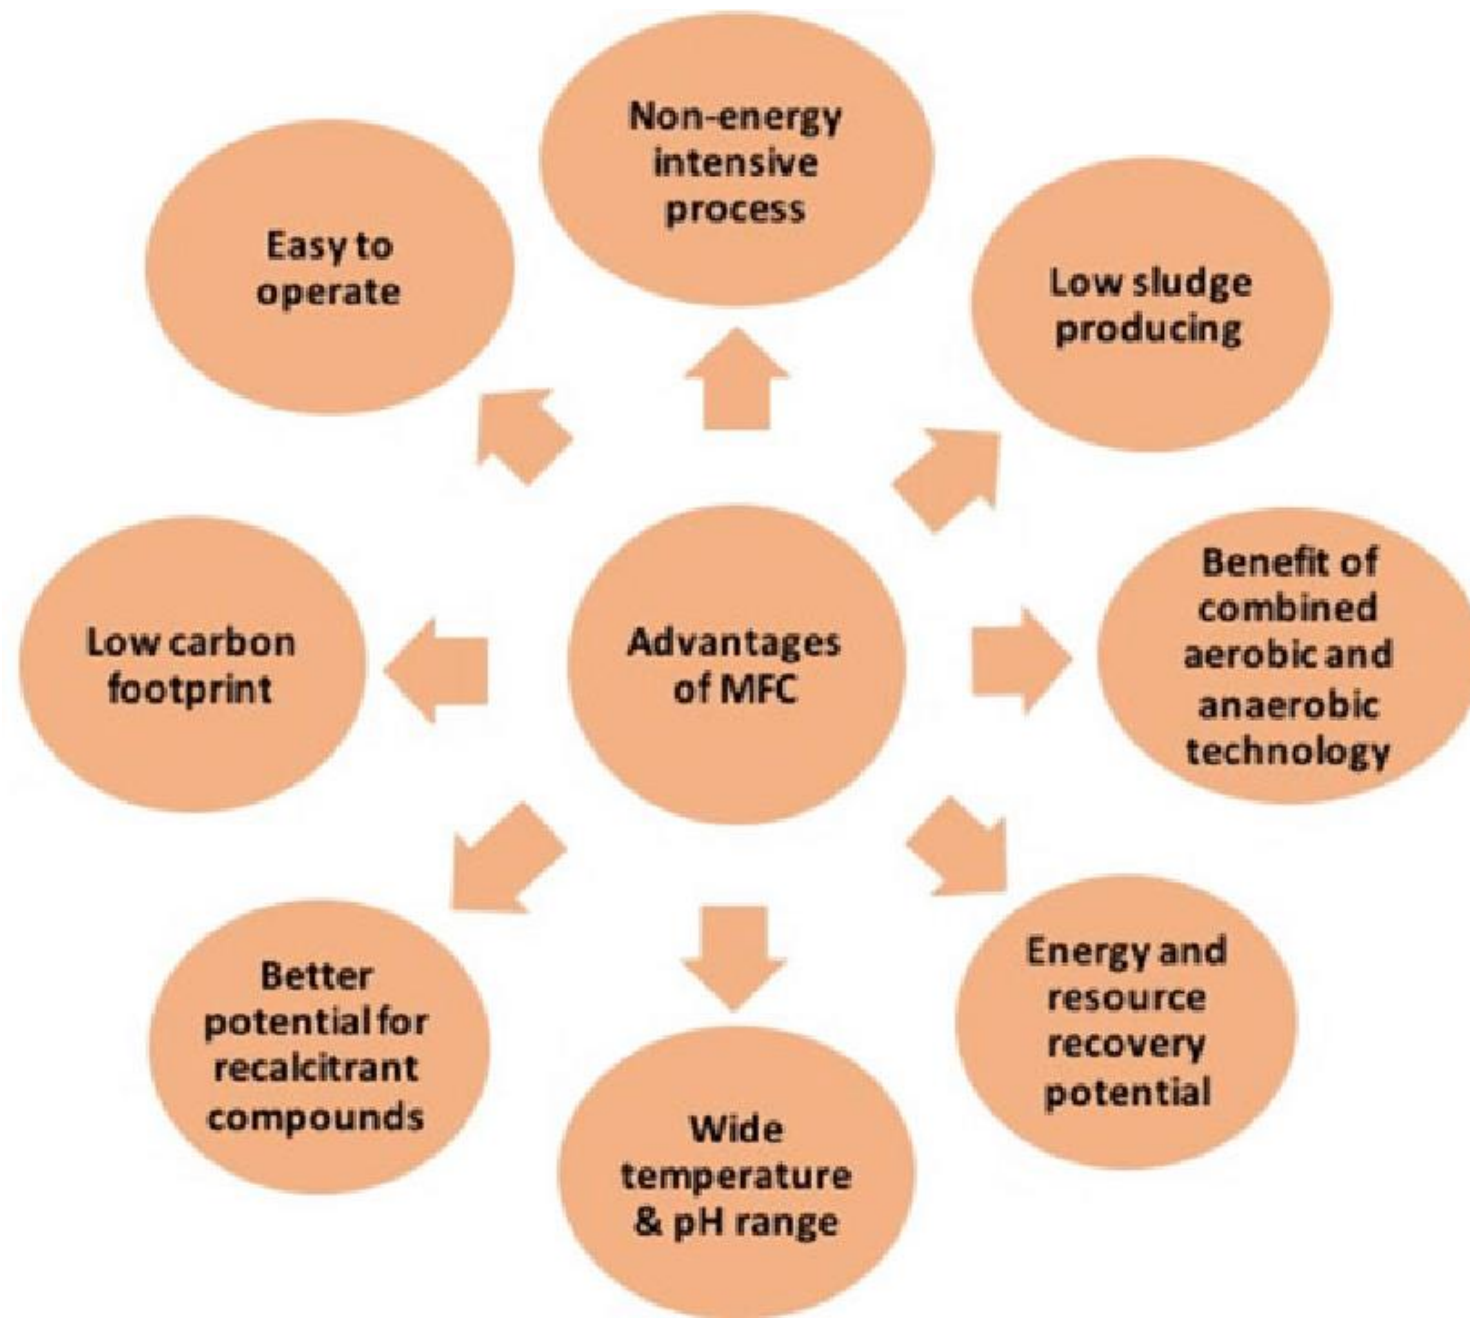 Non-energy
intensive
process
Easy to
operate
Low sludge
producing
Benefit of
combined
aerobic and
anaerobic
technology
Low carbon
footprint
Advantages
of MFC
Better
potential for
recalcitrant
compounds
Energy and
resource
recovery
potential
Wide
temperature
& pH range